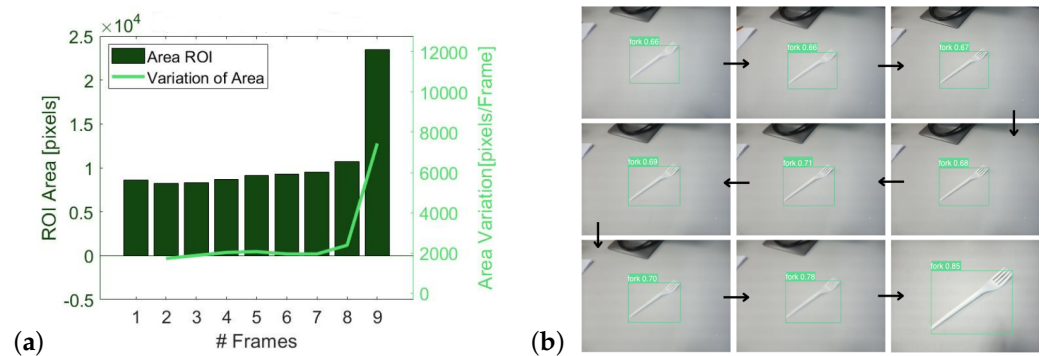 ×10⁴
2.5
2
1.5
1
0.5
0
-0.5
ROI Area [pixels]
Area ROI
Variation of Area
12000
10000
8000
6000
4000
2000
0
Area Variation[pixels/Frame]
1 2 3 4 5 6 7 8 9
# Frames
(a)
fork 0.66
fork 0.66
fork 0.67
fork 0.69
fork 0.71
fork 0.68
fork 0.70
fork 0.78
fork 0.85
(b)